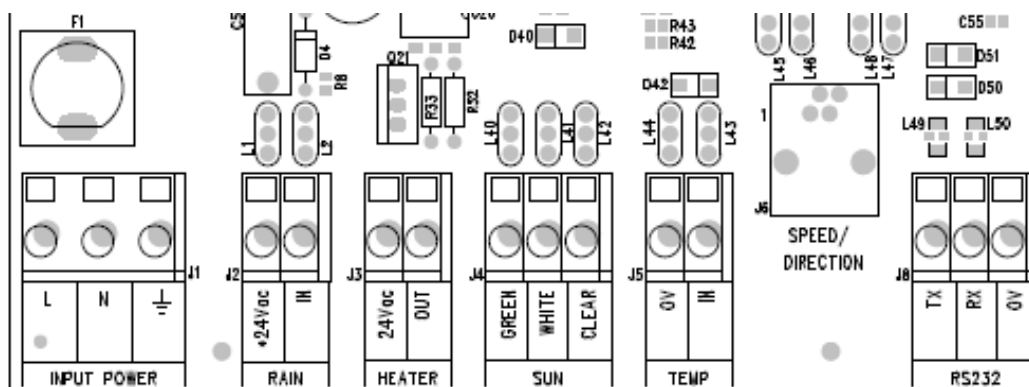 F1
C5
D4
R8
Q20
Q21
R33
R32
D40
R43
R42
D42
L45
L46
L48
L47
C55
D51
D50
L49
L50
L1
L2
L40
L41
L42
L44
L43
1
J6
SPEED/
DIRECTION
J1
J2
J3
J4
J5
J8
L
N
+24Vac
IN
24Vac
OUT
GREEN
WHITE
CLEAR
0V
IN
TX
RX
0V
INPUT POWER
RAIN
HEATER
SUN
TEMP
RS232